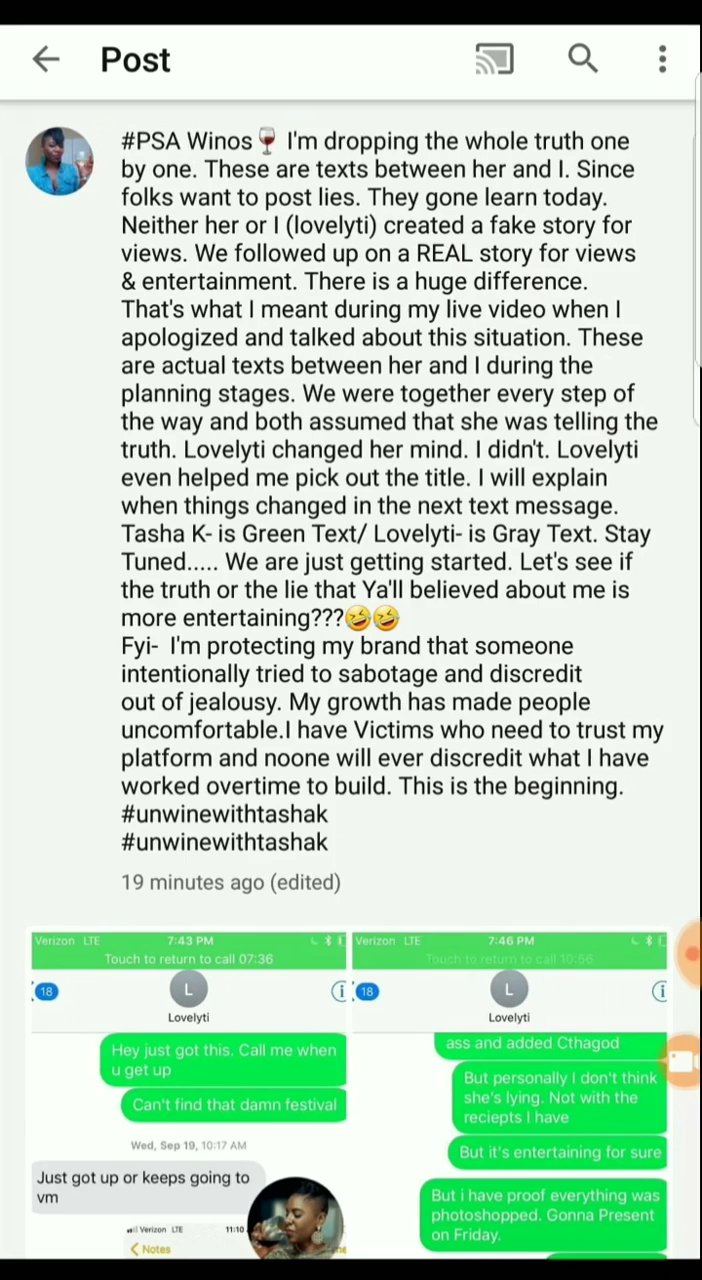 Post
#PSA Winos🍷 I'm dropping the whole truth one
by one. These are texts between her and I. Since
folks want to post lies. They gone learn today.
Neither her or I (lovelyti) created a fake story for
views. We followed up on a REAL story for views
& entertainment. There is a huge difference.
That's what I meant during my live video when I
apologized and talked about this situation. These
are actual texts between her and I during the
planning stages. We were together every step of
the way and both assumed that she was telling the
truth. Lovelyti changed her mind. I didn't. Lovelyti
even helped me pick out the title. I will explain
when things changed in the next text message.
Tasha K- is Green Text/ Lovelyti- is Gray Text. Stay
Tuned..... We are just getting started. Let's see if
the truth or the lie that Ya'll believed about me is
more entertaining???🤣🤣
Fyi- I'm protecting my brand that someone
intentionally tried to sabotage and discredit
out of jealousy. My growth has made people
uncomfortable.I have Victims who need to trust my
platform and noone will ever discredit what I have
worked overtime to build. This is the beginning.
#unwinewithtashak
#unwinewithtashak
19 minutes ago (edited)
Verizon LTE 7:43 PM
Touch to return to call 07:36
18
L
Lovelyti
Hey just got this. Call me when
u get up
Can't find that damn festival
Wed, Sep 19, 10:17 AM
Just got up or keeps going to
vm
Verizon LTE 11:10
Notes
Verizon LTE 7:46 PM
Touch to return to call 10:56
18
L
Lovelyti
ass and added Cthagod
But personally I don't think
she's lying. Not with the
reciepts I have
But it's entertaining for sure
But i have proof everything was
photoshopped. Gonna Present
on Friday.